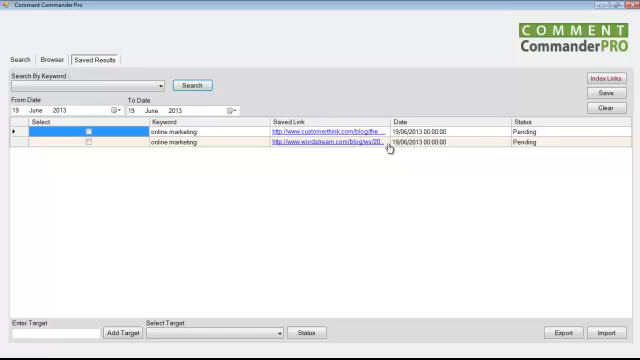 Comment Commander Pro
COMMENT
CommanderPRO
Search Browser Saved Results
Search By Keyword :
Search
Index Links
From Date To Date
Save
19 June 2013 19 June 2013
Clear
Select Keyword Saved Link Date Status
online marketing http://www.customerthink.com/blog/the ... 19/06/2013 00:00:00 Pending
online marketing http://www.wordstream.com/blog/ws/20... 19/06/2013 00:00:00 Pending
Enter Target Select Target
Add Target Status Export Import